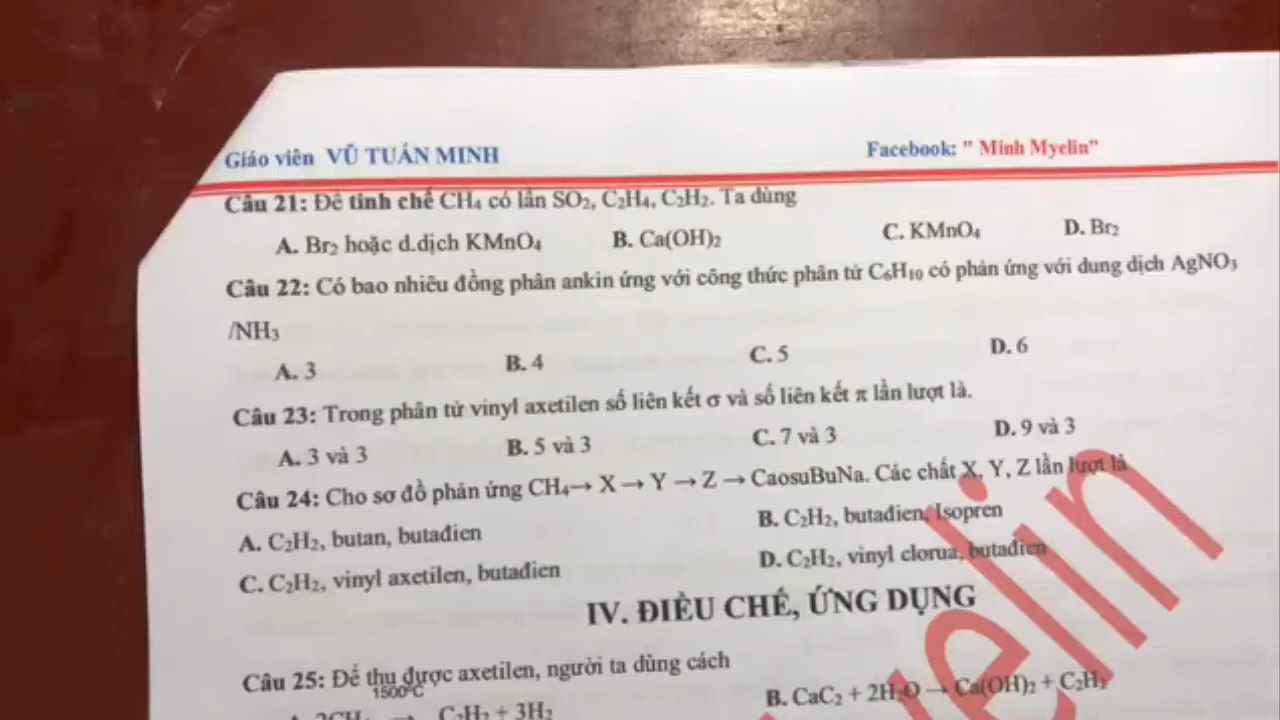 Giáo viên VŨ TUẤN MINH Facebook: " Minh Myelin"
Câu 21: Để tinh chế CH₄ có lẫn SO₂, C₂H₄, C₂H₂. Ta dùng
A. Br₂ hoặc d.dịch KMnO₄ B. Ca(OH)₂ C. KMnO₄ D. Br₂
Câu 22: Có bao nhiêu đồng phân ankin ứng với công thức phân tử C₆H₁₀ có phản ứng với dung dịch AgNO₃
/NH₃
A. 3 B. 4 C. 5 D. 6
Câu 23: Trong phân tử vinyl axetilen số liên kết σ và số liên kết π lần lượt là.
A. 3 và 3 B. 5 và 3 C. 7 và 3 D. 9 và 3
Câu 24: Cho sơ đồ phản ứng CH₄→ X → Y → Z → CaosuBuNa. Các chất X, Y, Z lần lượt là
A. C₂H₂, butan, butađien B. C₂H₂, butađien, Isopren
C. C₂H₂, vinyl axetilen, butađien D. C₂H₂, vinyl clorua, butađien
IV. ĐIỀU CHẾ, ỨNG DỤNG
Câu 25: Để thu được axetilen, người ta dùng cách
1500°C
A. 2CH₄ → C₂H₂ + 3H₂ B. CaC₂ + 2H₂O → Ca(OH)₂ + C₂H₂
yelin